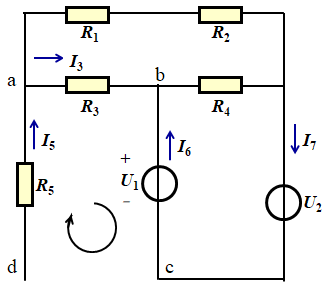 R₁ R₂
I₃
a b
R₃ R₄
I₅ I₆ I₇
+
R₅ U₁ U₂
–
d c